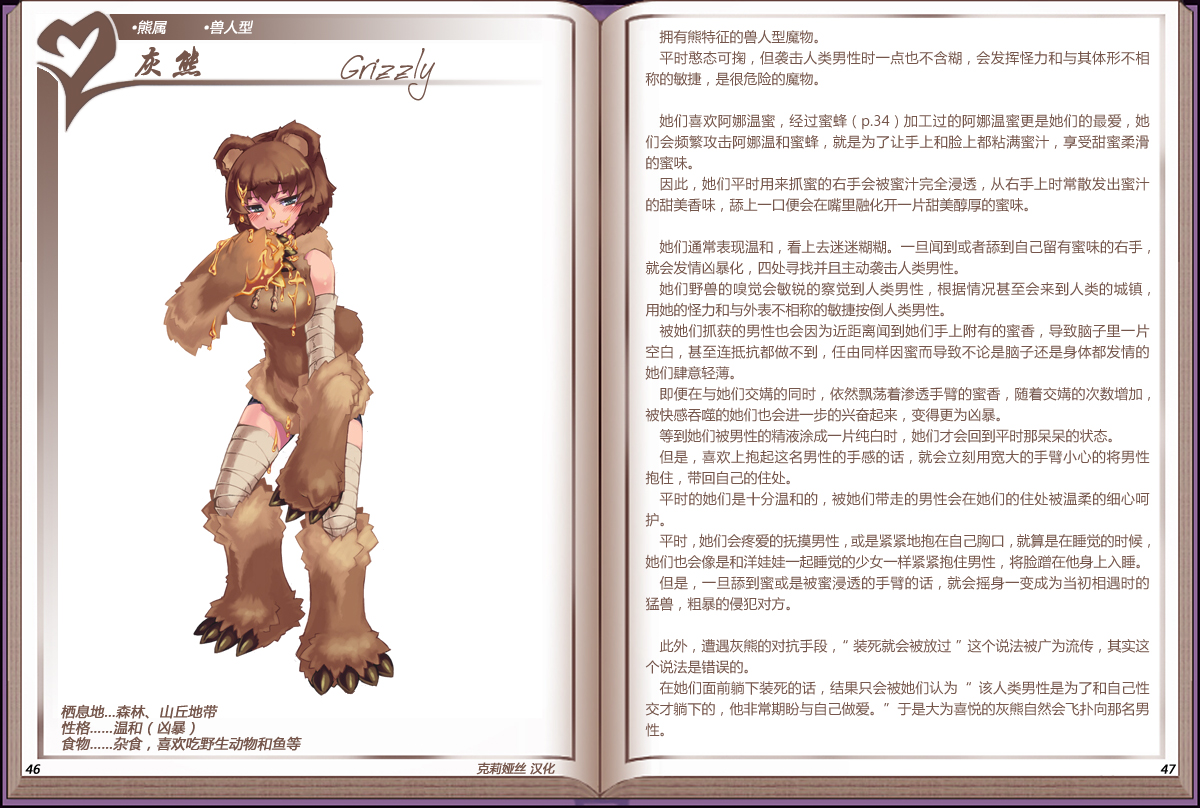 •熊属 •兽人型
灰熊 Grizzly
栖息地...森林、山丘地带
性格......温和（凶暴）
食物......杂食，喜欢吃野生动物和鱼等
46
克莉娅丝 汉化
拥有熊特征的兽人型魔物。
平时憨态可掬，但袭击人类男性时一点也不含糊，会发挥怪力和与其体形不相
称的敏捷，是很危险的魔物。
她们喜欢阿娜温蜜，经过蜜蜂（p.34）加工过的阿娜温蜜更是她们的最爱，她
们会频繁攻击阿娜温和蜜蜂，就是为了让手上和脸上都粘满蜜汁，享受甜蜜柔滑
的蜜味。
因此，她们平时用来抓蜜的右手会被蜜汁完全浸透，从右手上时常散发出蜜汁
的甜美香味，舔上一口便会在嘴里融化开一片甜美醇厚的蜜味。
她们通常表现温和，看上去迷迷糊糊。一旦闻到或者舔到自己留有蜜味的右手，
就会发情凶暴化，四处寻找并且主动袭击人类男性。
她们野兽的嗅觉会敏锐的察觉到人类男性，根据情况甚至会来到人类的城镇，
用她的怪力和与外表不相称的敏捷按倒人类男性。
被她们抓获的男性也会因为近距离闻到她们手上附有的蜜香，导致脑子里一片
空白，甚至连抵抗都做不到，任由同样因蜜而导致不论是脑子还是身体都发情的
她们肆意轻薄。
即便在与她们交媾的同时，依然飘荡着渗透手臂的蜜香，随着交媾的次数增加，
被快感吞噬的她们也会进一步的兴奋起来，变得更为凶暴。
等到她们被男性的精液涂成一片纯白时，她们才会回到平时那呆呆的状态。
但是，喜欢上抱起这名男性的手感的话，就会立刻用宽大的手臂小心的将男性
抱住，带回自己的住处。
平时的她们是十分温和的，被她们带走的男性会在她们的住处被温柔的细心呵
护。
平时，她们会疼爱的抚摸男性，或是紧紧地抱在自己胸口，就算是在睡觉的时候，
她们也会像是和洋娃娃一起睡觉的少女一样紧紧抱住男性，将脸蹭在他身上入睡。
但是，一旦舔到蜜或是被蜜浸透的手臂的话，就会摇身一变成为当初相遇时的
猛兽，粗暴的侵犯对方。
此外，遭遇灰熊的对抗手段，“ 装死就会被放过 ” 这个说法被广为流传，其实这
个说法是错误的。
在她们面前躺下装死的话，结果只会被她们认为 “ 该人类男性是为了和自己性
交才躺下的，他非常期盼与自己做爱。” 于是大为喜悦的灰熊自然会飞扑向那名男
性。
47